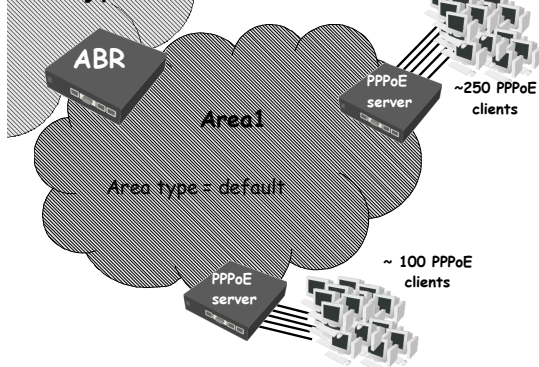 ABR
PPPoE
server
~250 PPPoE
clients
Area1
Area type = default
~ 100 PPPoE
clients
PPPoE
server